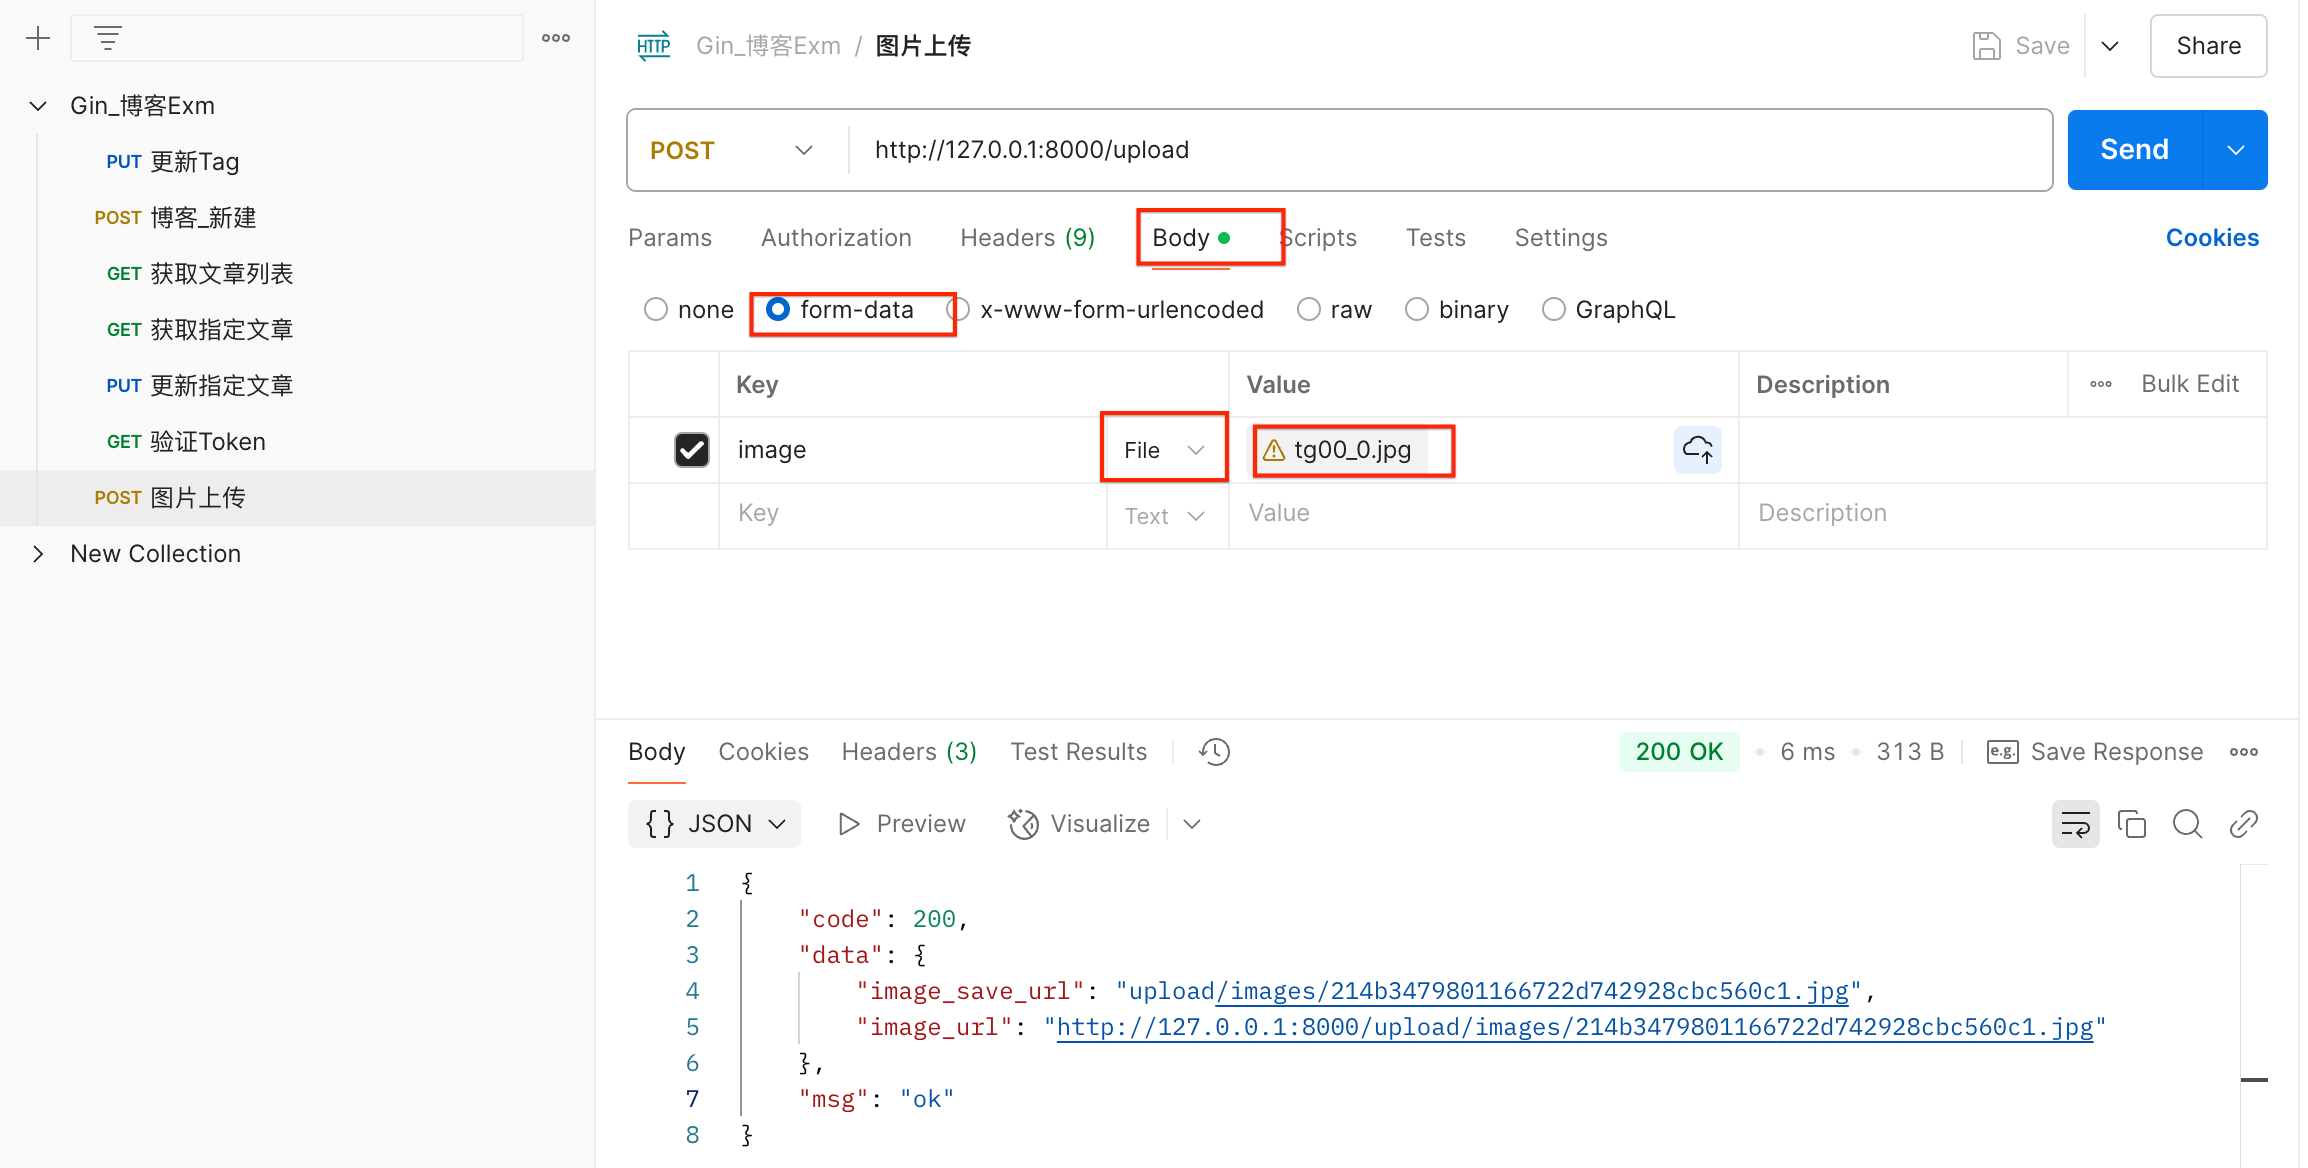 Gin_博客Exm
PUT 更新Tag
POST 博客_新建
GET 获取文章列表
GET 获取指定文章
PUT 更新指定文章
GET 验证Token
POST 图片上传
New Collection
HTTP Gin_博客Exm / 图片上传
Save
Share
POST http://127.0.0.1:8000/upload
Send
Params Authorization Headers (9) Body Scripts Tests Settings Cookies
none form-data x-www-form-urlencoded raw binary GraphQL
Key Value Description Bulk Edit
image File tg00_0.jpg
Key Text Value Description
Body Cookies Headers (3) Test Results 200 OK 6 ms 313 B e.g. Save Response
{} JSON Preview Visualize
1 {
2 "code": 200,
3 "data": {
4 "image_save_url": "upload/images/214b3479801166722d742928cbc560c1.jpg",
5 "image_url": "http://127.0.0.1:8000/upload/images/214b3479801166722d742928cbc560c1.jpg"
6 },
7 "msg": "ok"
8 }